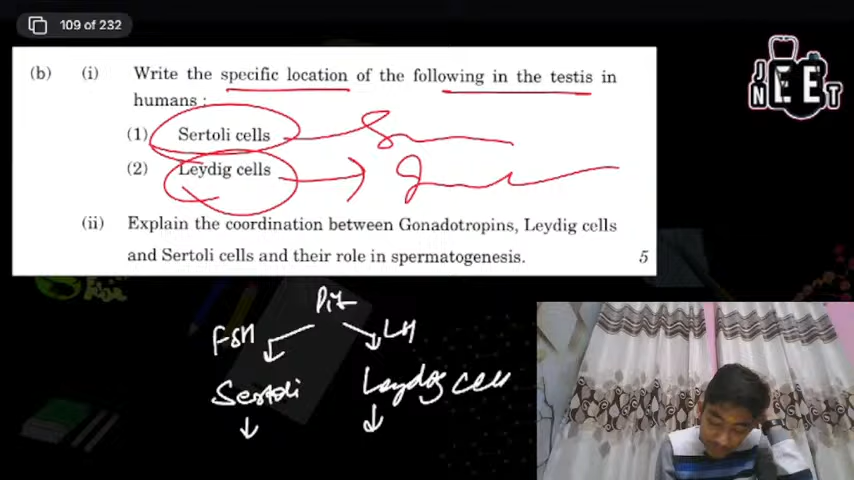 109 of 232
JNEET
(b) (i) Write the specific location of the following in the testis in
humans :
(1) Sertoli cells
(2) Leydig cells
(ii) Explain the coordination between Gonadotropins, Leydig cells
and Sertoli cells and their role in spermatogenesis. 5
Pit
FSH LH
Sertoli Leydig cell